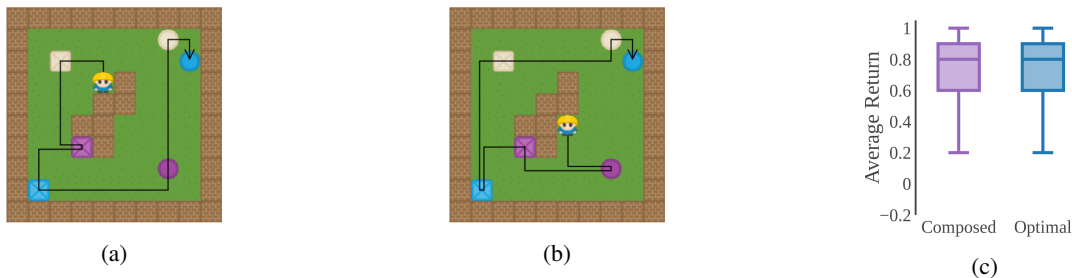 Average Return
1
0.8
0.6
0.4
0.2
0
−0.2
Composed Optimal
(a)
(b)
(c)